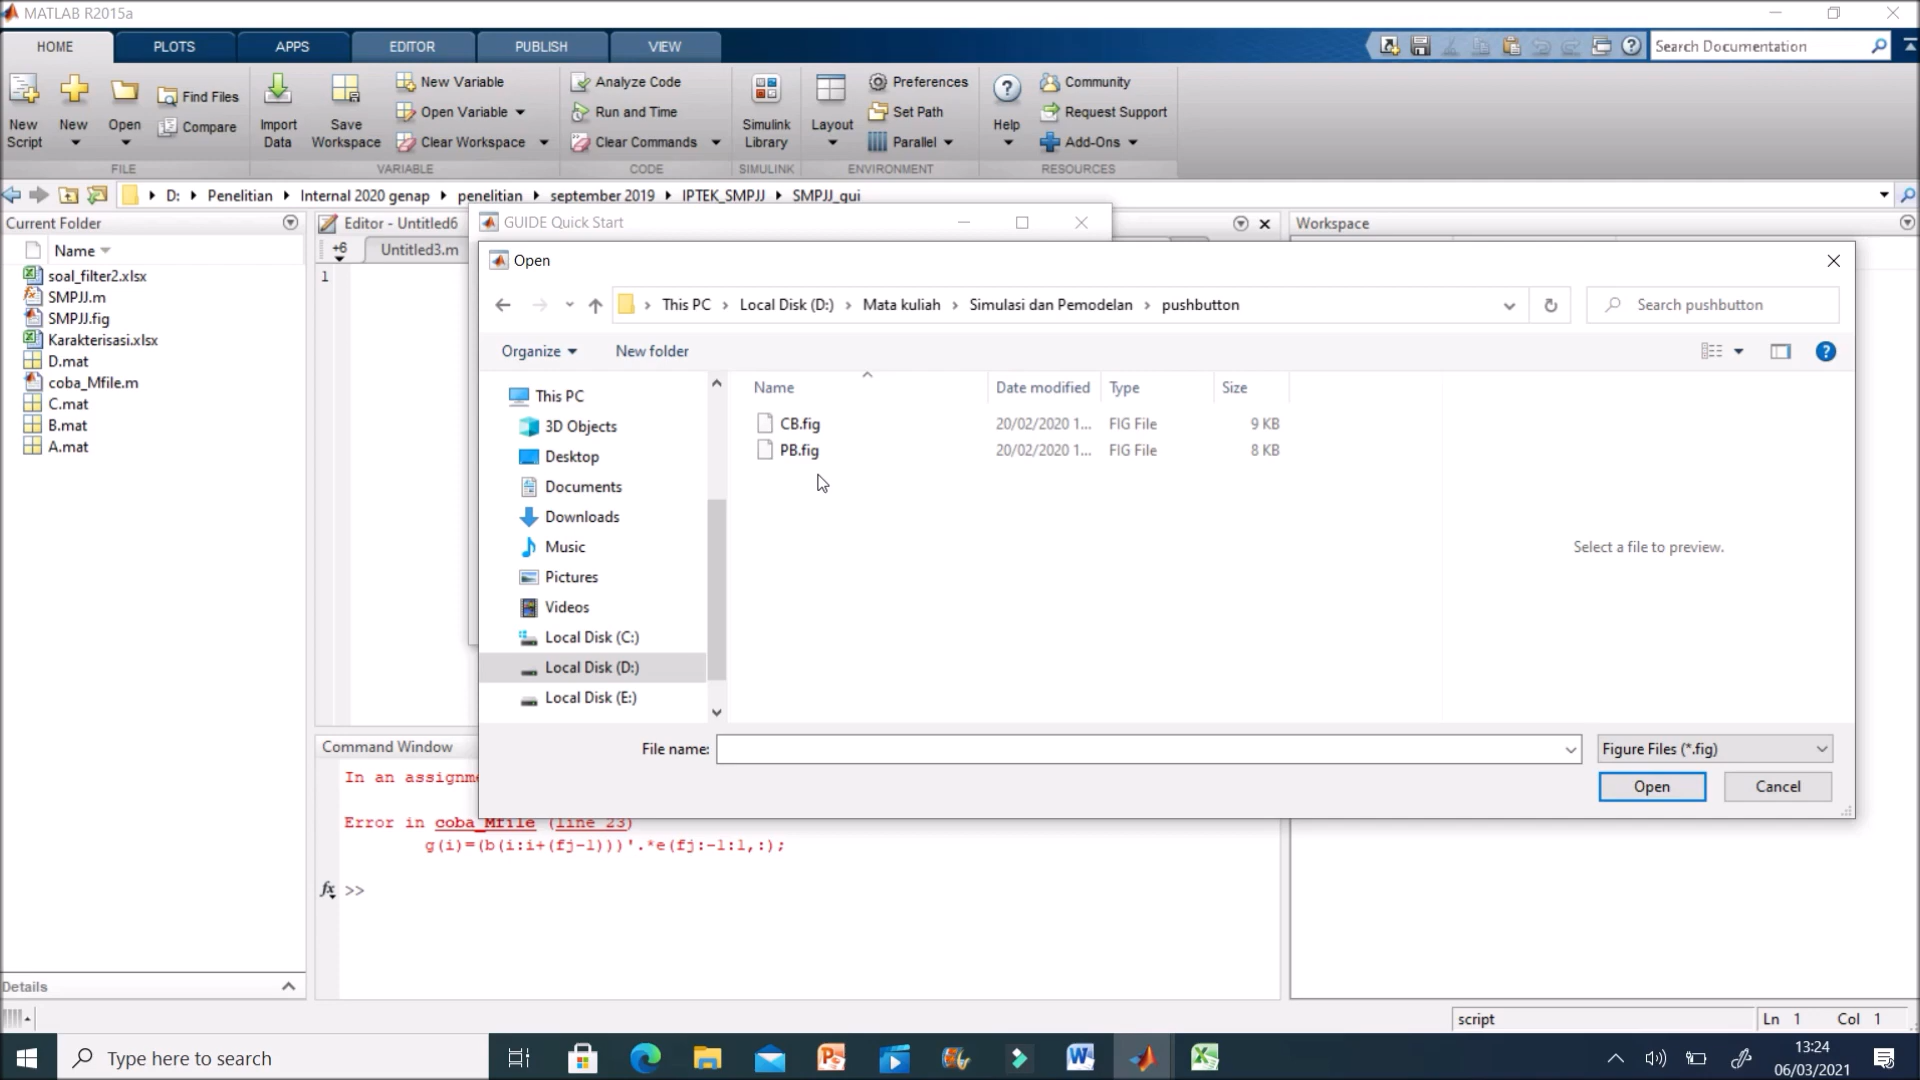 MATLAB R2015a
HOME PLOTS APPS EDITOR PUBLISH VIEW
Search Documentation
New Script
New
Open
Find Files
Compare
FILE
Import Data
Save Workspace
New Variable
Open Variable
Clear Workspace
VARIABLE
Analyze Code
Run and Time
Clear Commands
CODE
Simulink Library
SIMULINK
Layout
Preferences
Set Path
Parallel
ENVIRONMENT
Help
Community
Request Support
Add-Ons
RESOURCES
D: Penelitian Internal 2020 genap penelitian september 2019 IPTEK_SMPJJ SMPJJ_gui
Current Folder
Name
soal_filter2.xlsx
SMPJJ.m
SMPJJ.fig
Karakterisasi.xlsx
D.mat
coba_Mfile.m
C.mat
B.mat
A.mat
Details
Editor - Untitled6
+6
Untitled3.m
1
GUIDE Quick Start
Workspace
Open
This PC Local Disk (D:) Mata kuliah Simulasi dan Pemodelan pushbutton
Search pushbutton
Organize New folder
This PC
3D Objects
Desktop
Documents
Downloads
Music
Pictures
Videos
Local Disk (C:)
Local Disk (D:)
Local Disk (E:)
Name Date modified Type Size
CB.fig 20/02/2020 1... FIG File 9 KB
PB.fig 20/02/2020 1... FIG File 8 KB
Select a file to preview.
File name:
Figure Files (*.fig)
Open Cancel
Command Window
In an assignme
Error in coba_Mfile (line 23)
g(i)=(b(i:i+(fj-1)))'.*e(fj:-1:1,:);
fx >>
script Ln 1 Col 1
Type here to search
13:24
06/03/2021